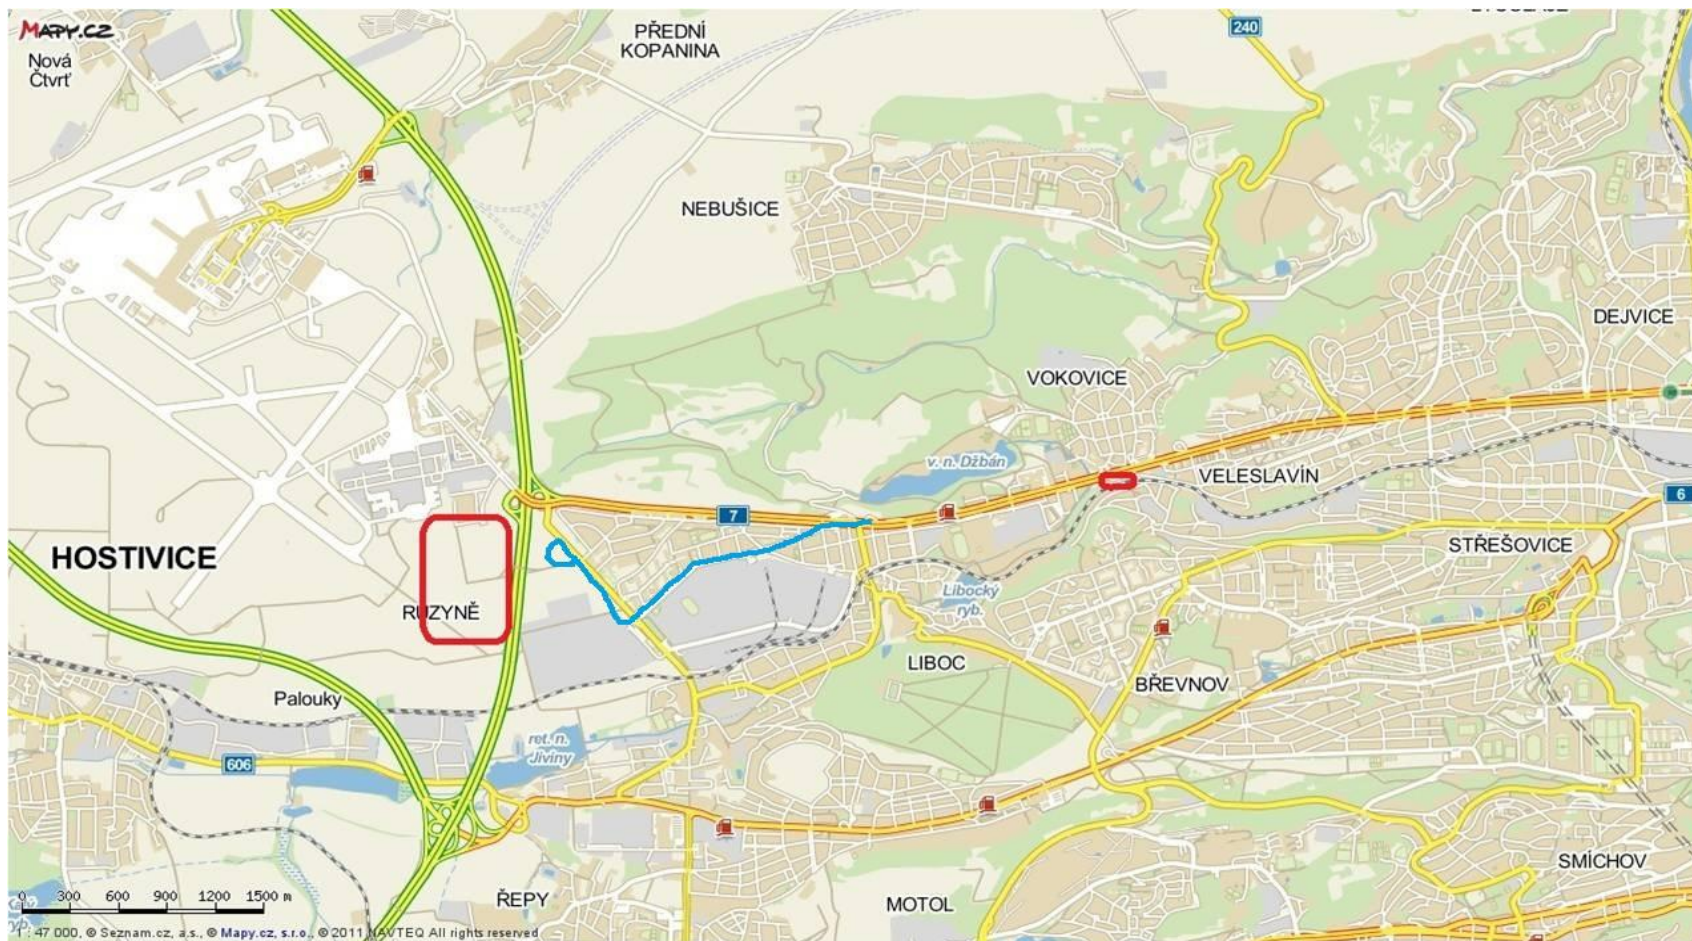 MAPY.CZ
Nová
Čtvrť
PŘEDNÍ
KOPANINA
240
NEBUŠICE
DEJVICE
VOKOVICE
v. n. Džbán
VELESLAVÍN
6
7
HOSTIVICE
STŘEŠOVICE
RUZYNĚ
Libocký
ryb.
LIBOC
BŘEVNOV
Palouky
ret. n.
Jiviny
606
SMÍCHOV
ŘEPY
MOTOL
0 300 600 900 1200 1500 m
1 : 47 000, © Seznam.cz, a.s., © Mapy.cz, s.r.o., © 2011 NAVTEQ All rights reserved